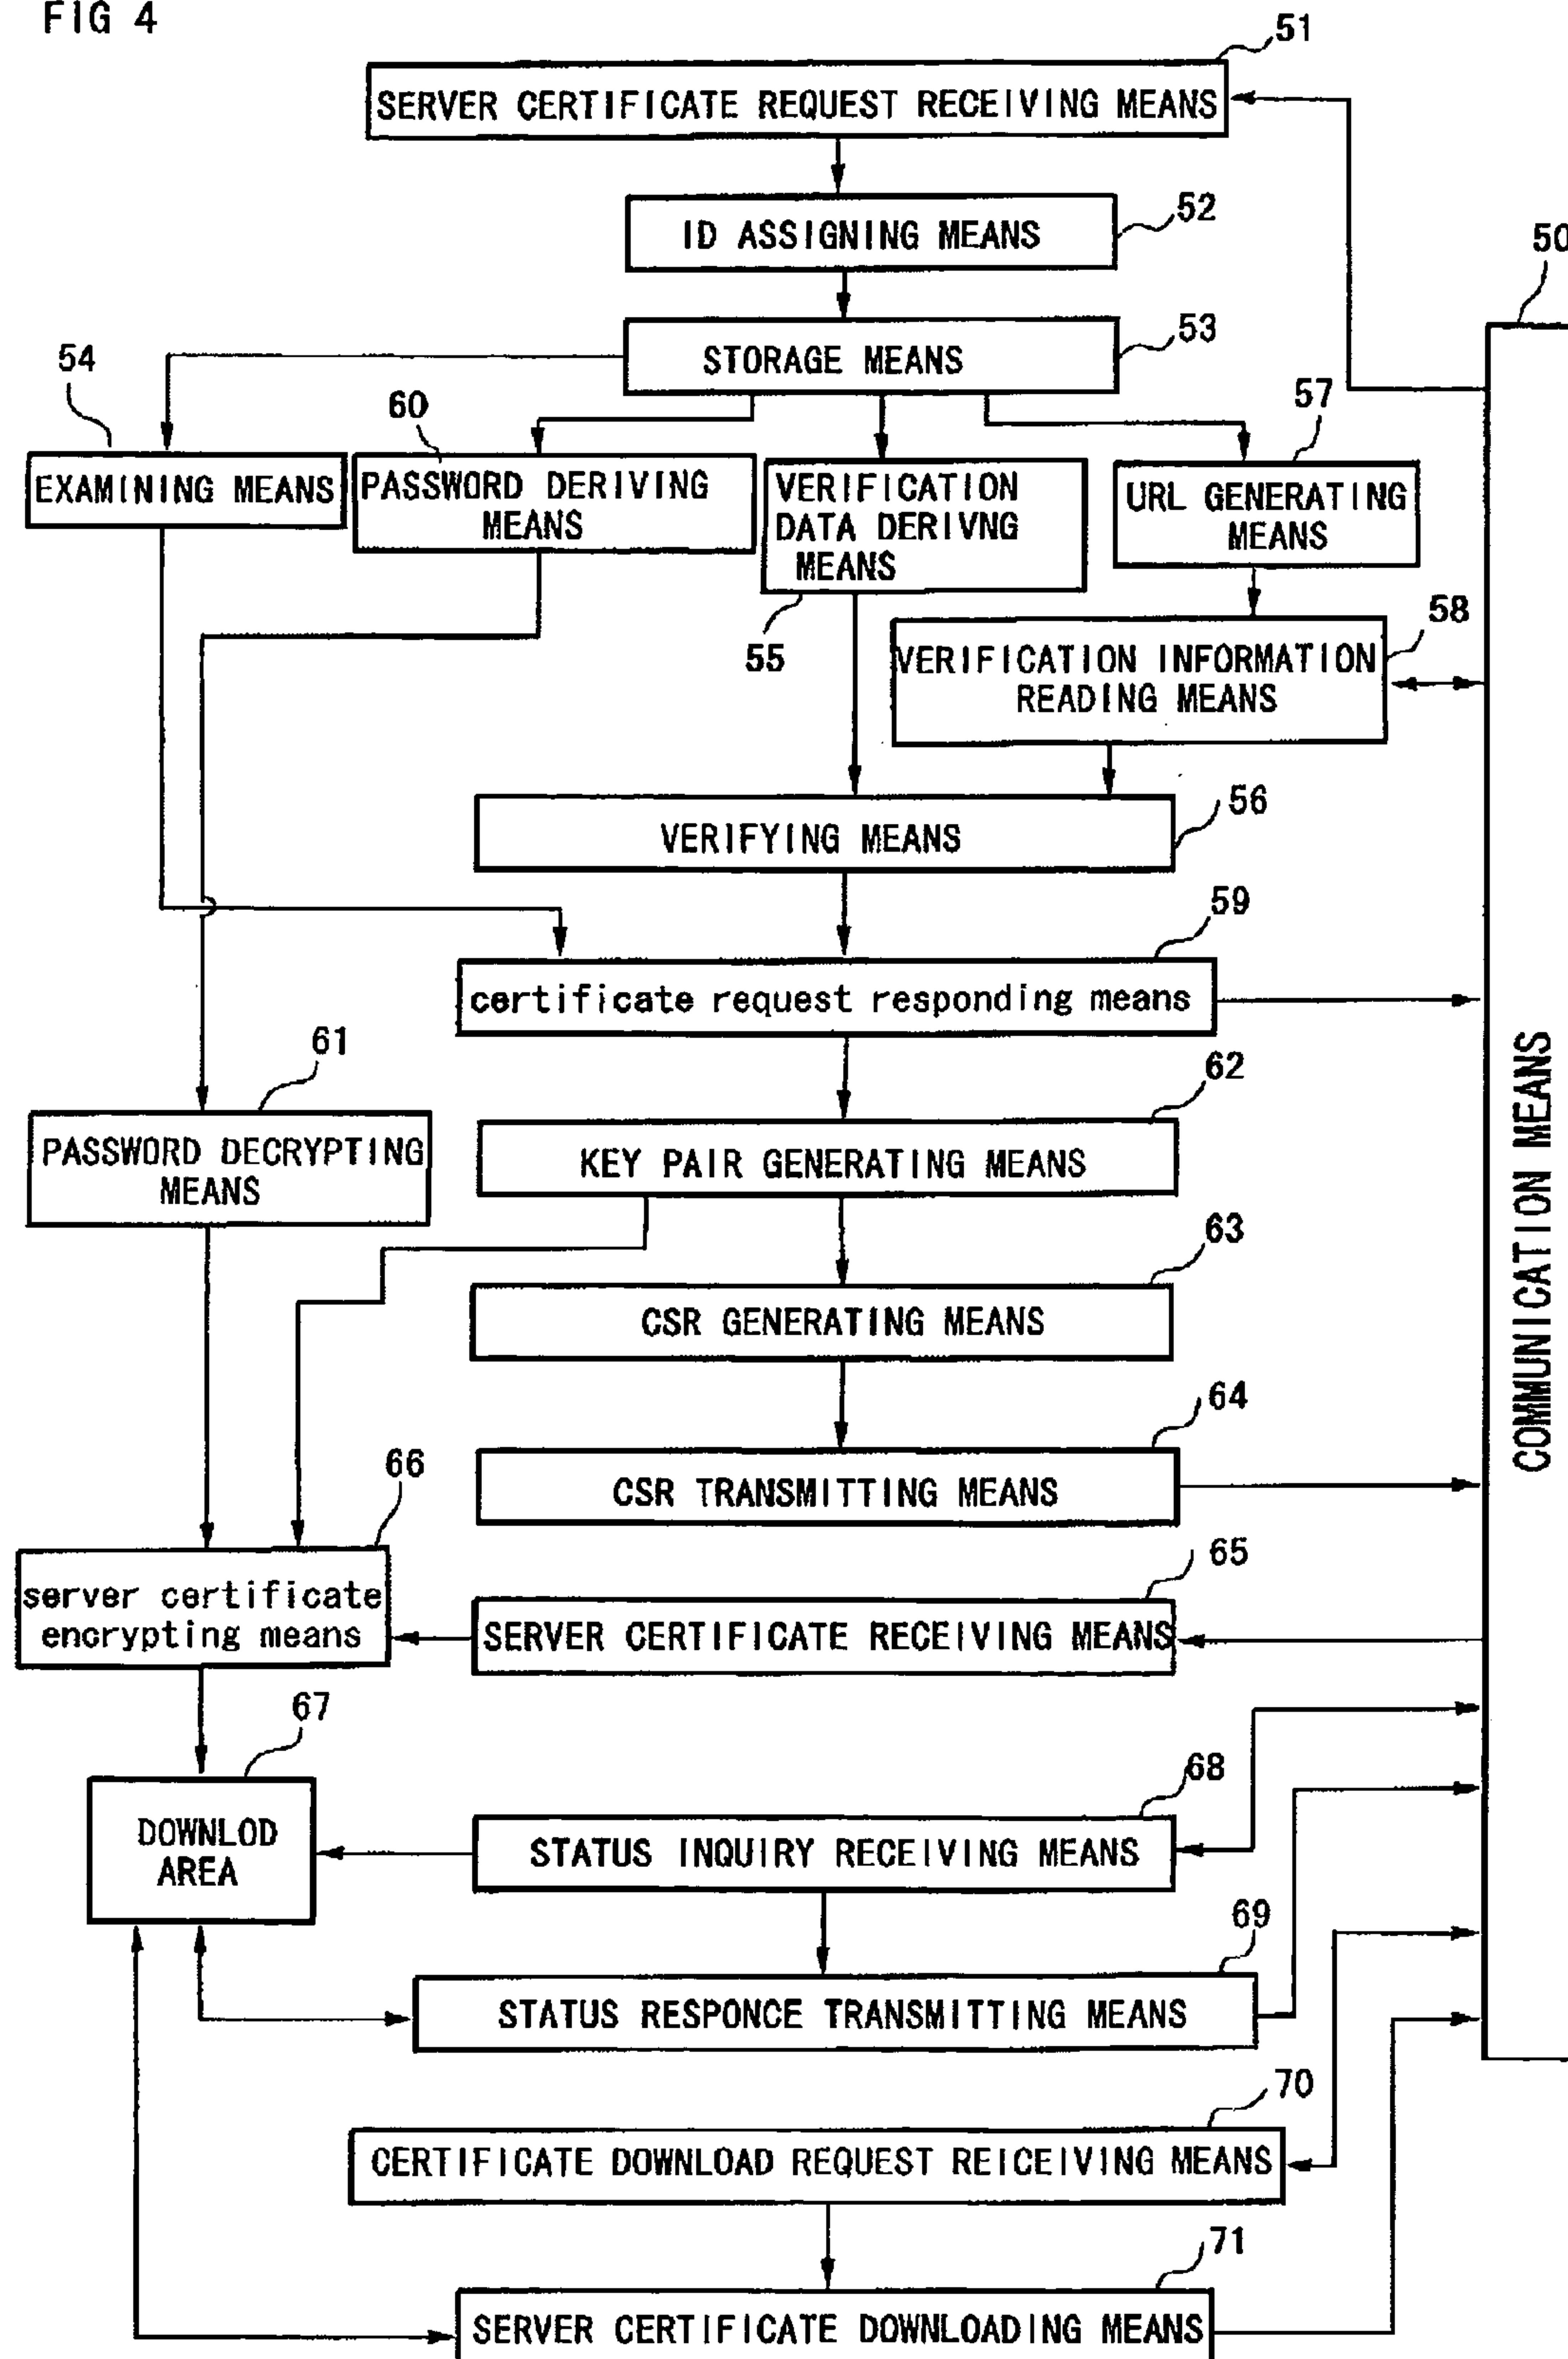 FIG 4
51
SERVER CERTIFICATE REQUEST RECEIVING MEANS
52
ID ASSIGNING MEANS
50
53
STORAGE MEANS
54
60
57
EXAMINING MEANS
PASSWORD DERIVING
MEANS
VERIFICATION
DATA DERIVNG
MEANS
URL GENERATING
MEANS
55
58
VERIFICATION INFORMATION
READING MEANS
56
VERIFYING MEANS
59
certificate request responding means
61
62
PASSWORD DECRYPTING
MEANS
KEY PAIR GENERATING MEANS
COMMUNICATION MEANS
63
CSR GENERATING MEANS
64
CSR TRANSMITTING MEANS
66
65
server certificate
encrypting means
SERVER CERTIFICATE RECEIVING MEANS
67
68
DOWNLOD
AREA
STATUS INQUIRY RECEIVING MEANS
69
STATUS RESPONCE TRANSMITTING MEANS
70
CERTIFICATE DOWNLOAD REQUEST REICEIVING MEANS
71
SERVER CERTIFICATE DOWNLOADING MEANS